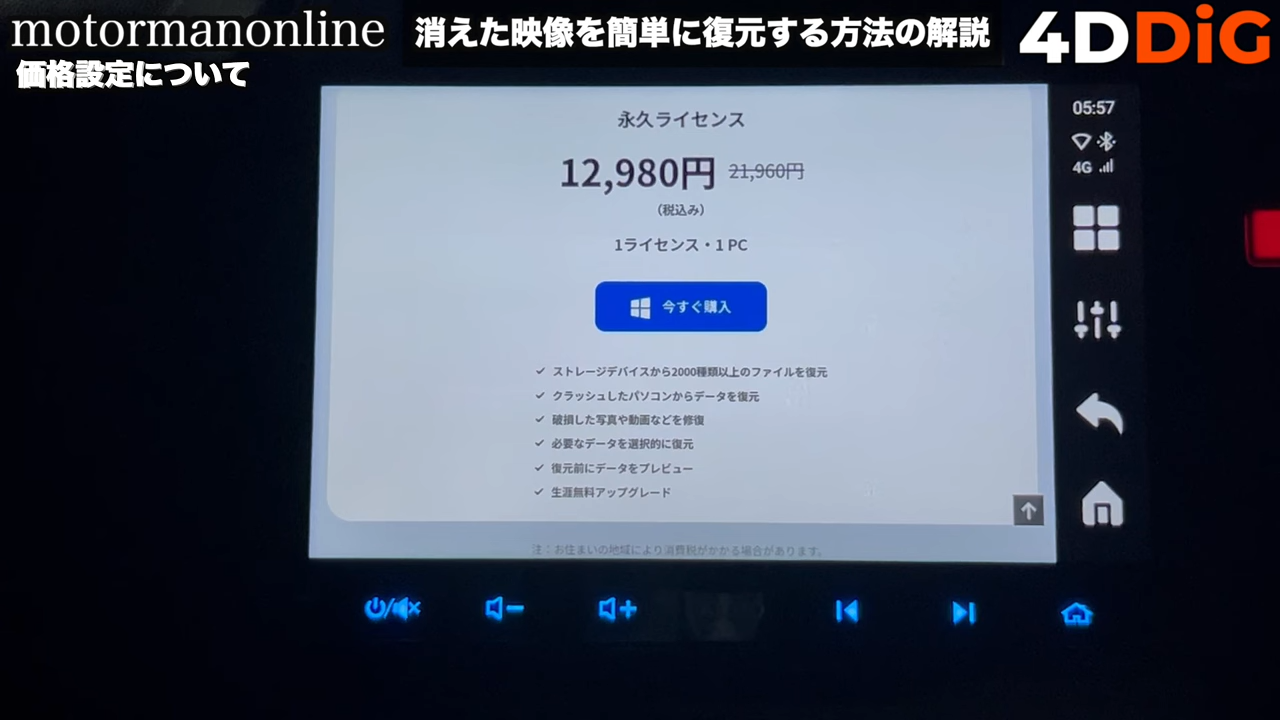 motormanonline
消えた映像を簡単に復元する方法の解説
4DDiG
価格設定について
永久ライセンス
12,980円 21,960円
（税込み）
1ライセンス・1 PC
今すぐ購入
ストレージデバイスから2000種類以上のファイルを復元
クラッシュしたパソコンからデータを復元
破損した写真や動画などを修復
必要なデータを選択的に復元
復元前にデータをプレビュー
生涯無料アップグレード
注：お住まいの地域により消費税がかかる場合があります。
05:57
4G